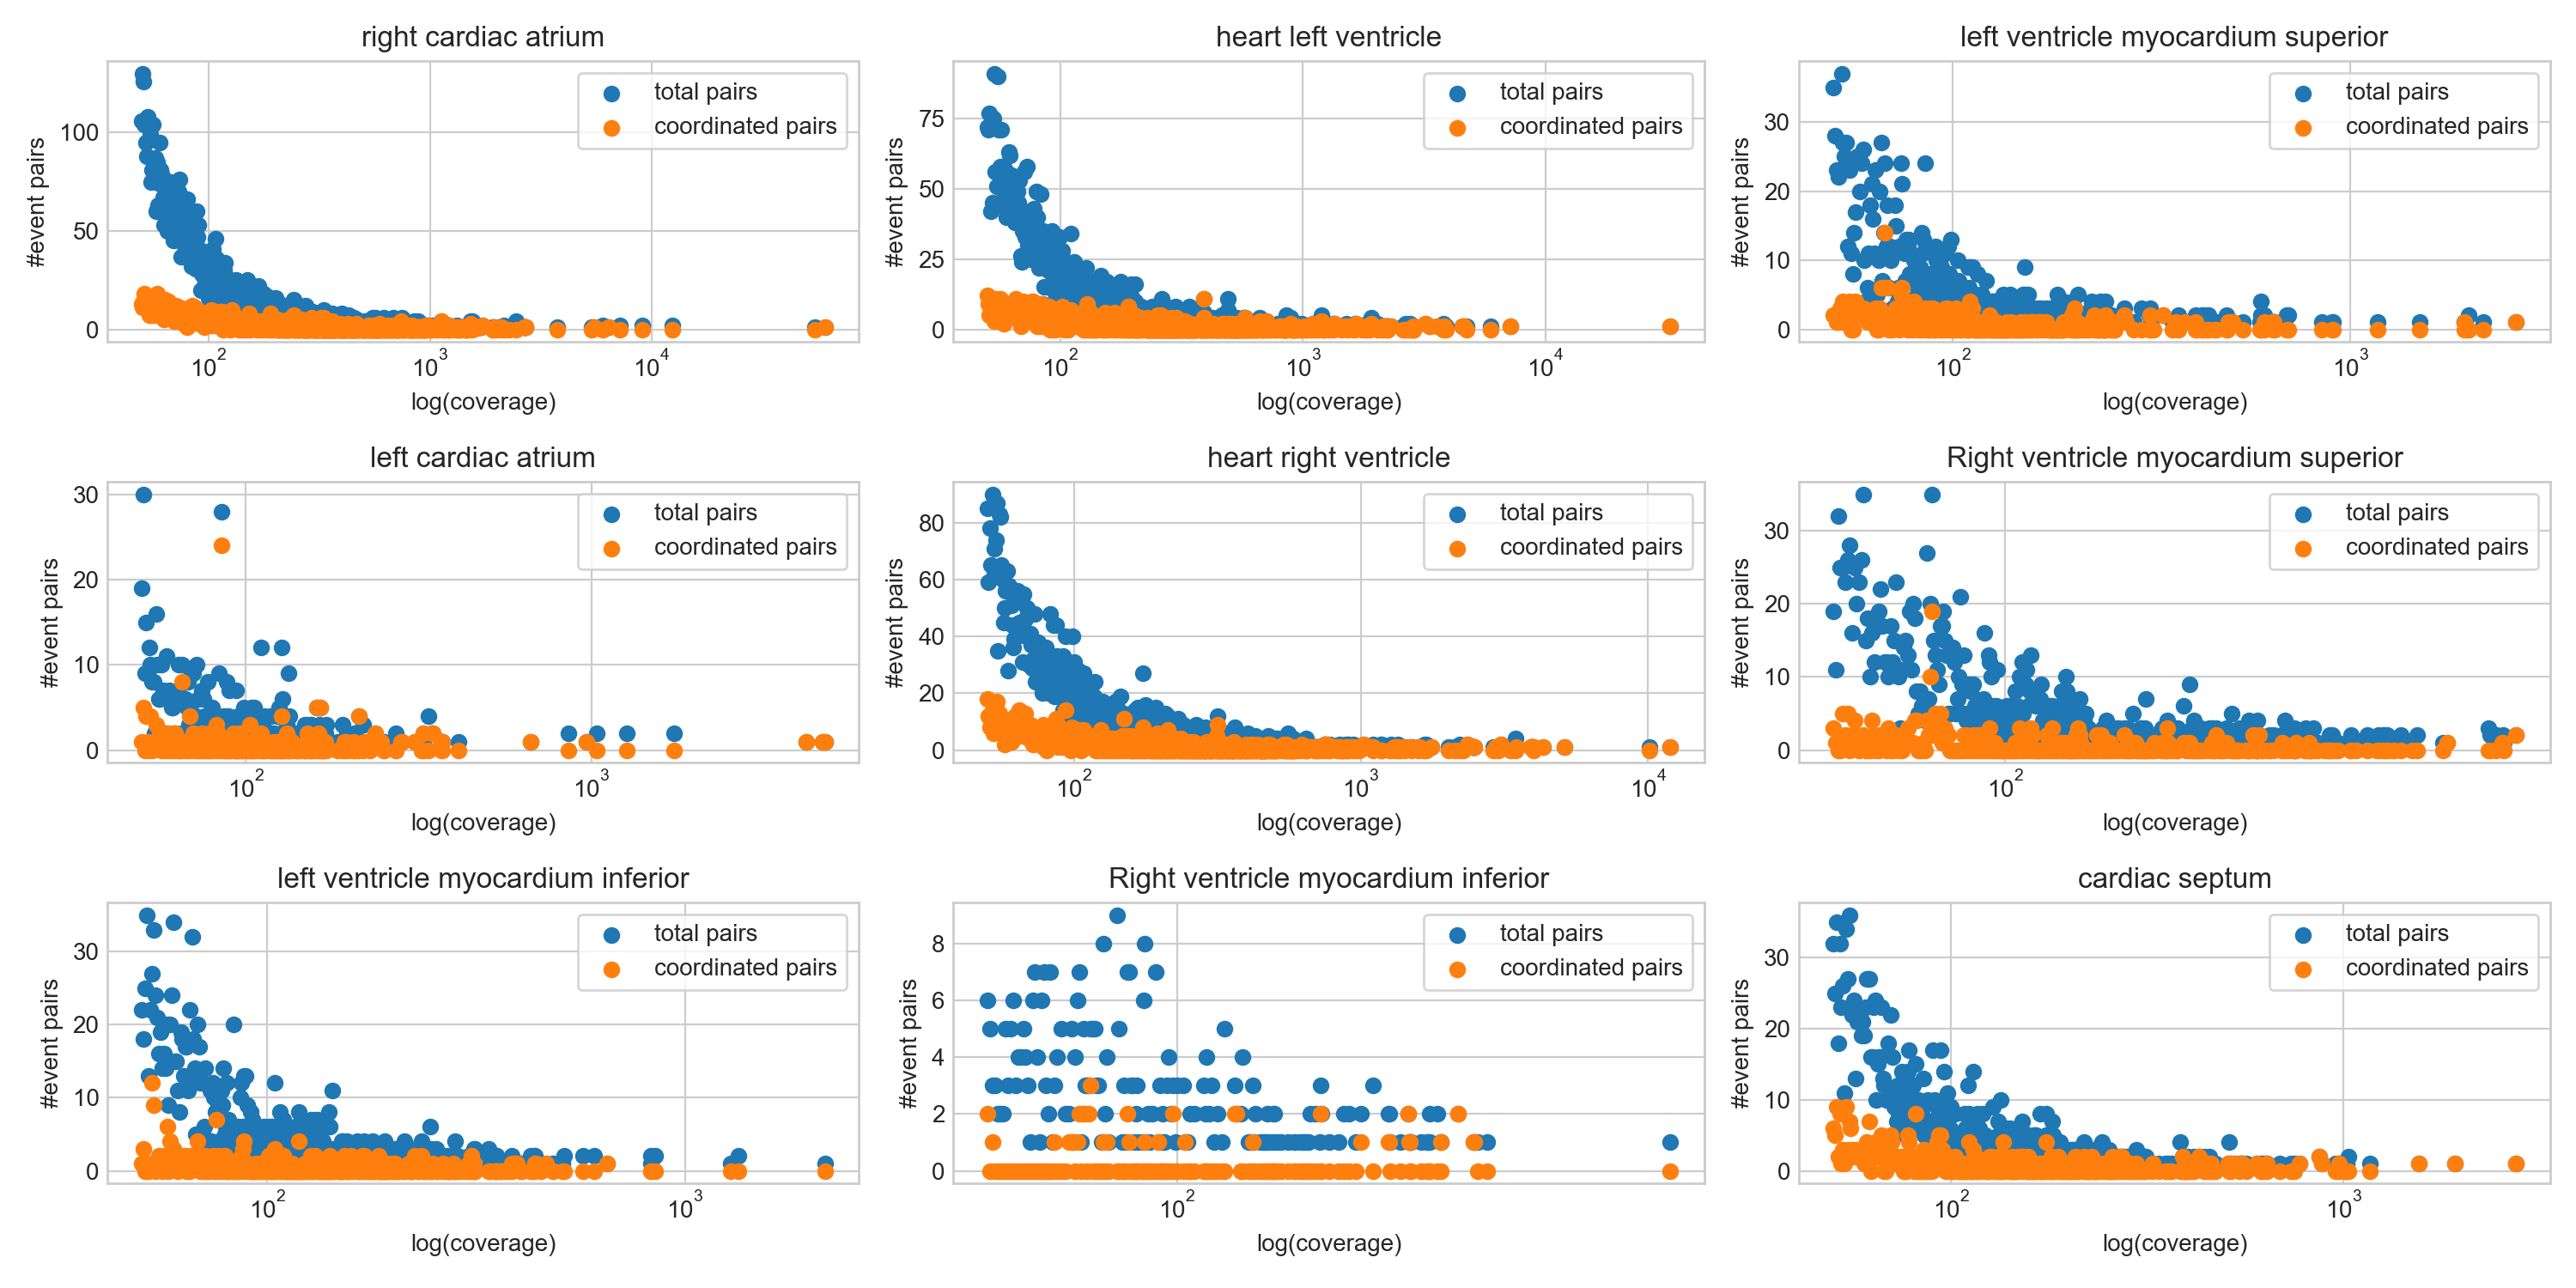 right cardiac atrium
#event pairs
100
50
0
total pairs
coordinated pairs
10^2
10^3
10^4
log(coverage)
heart left ventricle
#event pairs
75
50
25
0
total pairs
coordinated pairs
10^2
10^3
10^4
log(coverage)
left ventricle myocardium superior
#event pairs
30
20
10
0
total pairs
coordinated pairs
10^2
10^3
log(coverage)
left cardiac atrium
#event pairs
30
20
10
0
total pairs
coordinated pairs
10^2
10^3
log(coverage)
heart right ventricle
#event pairs
80
60
40
20
0
total pairs
coordinated pairs
10^2
10^3
10^4
log(coverage)
Right ventricle myocardium superior
#event pairs
30
20
10
0
total pairs
coordinated pairs
10^2
log(coverage)
left ventricle myocardium inferior
#event pairs
30
20
10
0
total pairs
coordinated pairs
10^2
10^3
log(coverage)
Right ventricle myocardium inferior
#event pairs
8
6
4
2
0
total pairs
coordinated pairs
10^2
log(coverage)
cardiac septum
#event pairs
30
20
10
0
total pairs
coordinated pairs
10^2
10^3
log(coverage)